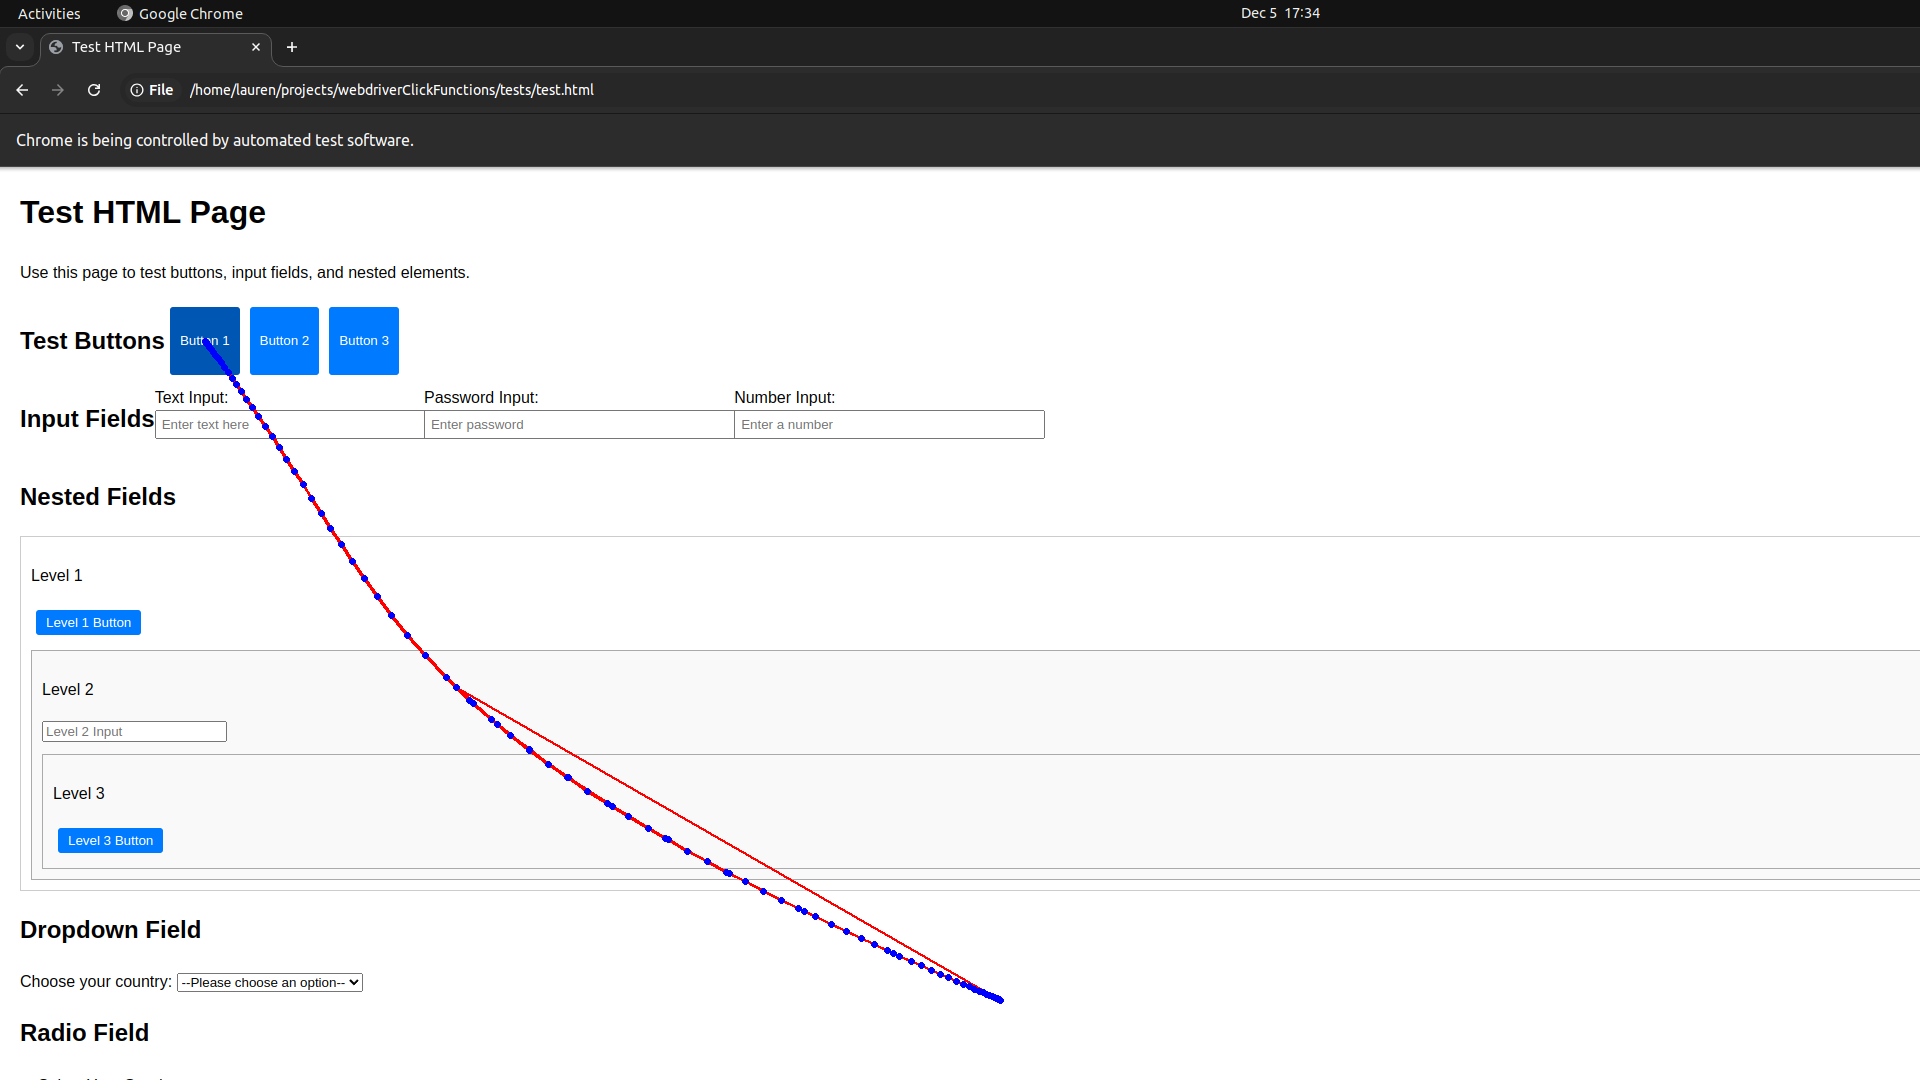 Activities Google Chrome Dec 5 17:34
Test HTML Page
File /home/lauren/projects/webdriverClickFunctions/tests/test.html
Chrome is being controlled by automated test software.
Test HTML Page
Use this page to test buttons, input fields, and nested elements.
Test Buttons Button 1 Button 2 Button 3
Text Input: Password Input: Number Input:
Input Fields Enter text here Enter password Enter a number
Nested Fields
Level 1
Level 1 Button
Level 2
Level 2 Input
Level 3
Level 3 Button
Dropdown Field
Choose your country: --Please choose an option--
Radio Field